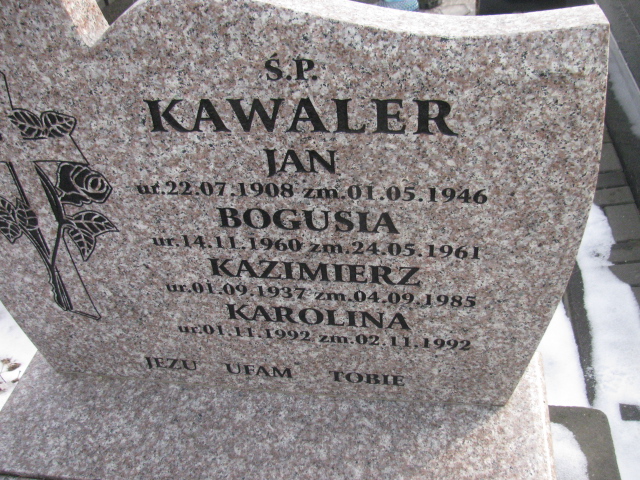 Ś.P.
KAWALER
JAN
ur.22.07.1908 zm.01.05.1946
BOGUSIA
ur.14.11.1960 zm.24.05.1961
KAZIMIERZ
ur.01.09.1937 zm.04.09.1985
KAROLINA
ur.01.11.1992 zm.02.11.1992
JEZU UFAM TOBIE